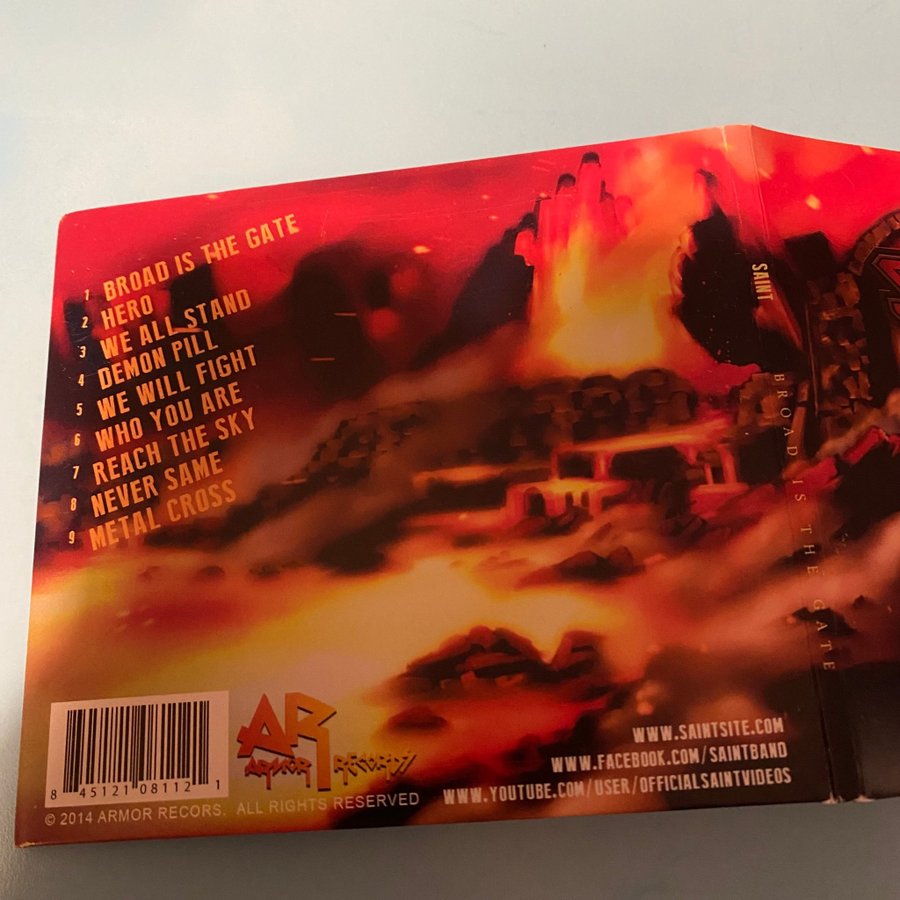 1 BROAD IS THE GATE
2 HERO
3 WE ALL STAND
4 DEMON PILL
5 WE WILL FIGHT
6 WHO YOU ARE
7 REACH THE SKY
8 NEVER SAME
9 METAL CROSS
SAINT BROAD IS THE GATE
8 45121 08112 1
AR
ARMOR RECORDS
© 2014 ARMOR RECORS. ALL RIGHTS RESERVED
WWW.SAINTSITE.COM
WWW.FACEBOOK.COM/SAINTBAND
WWW.YOUTUBE.COM/USER/OFFICIALSAINTVIDEOS